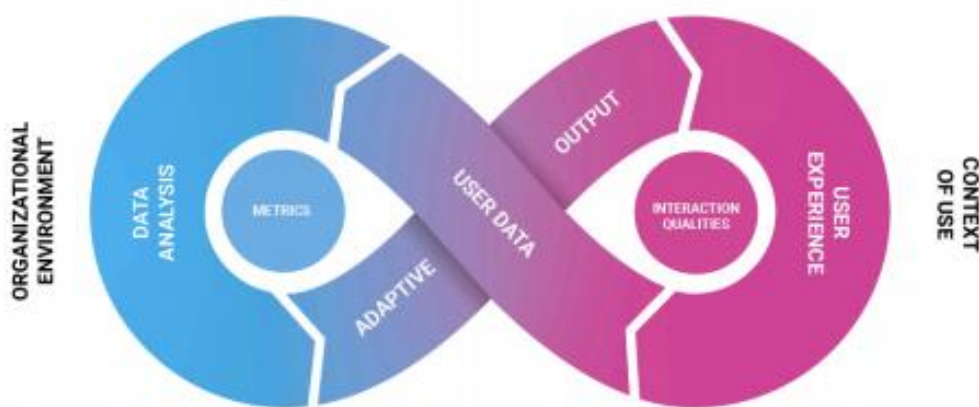 ORGANIZATIONAL
ENVIRONMENT
DATA
ANALYSIS
METRICS
ADAPTIVE
USER DATA
OUTPUT
INTERACTION
QUALITIES
USER
EXPERIENCE
CONTEXT
OF USE